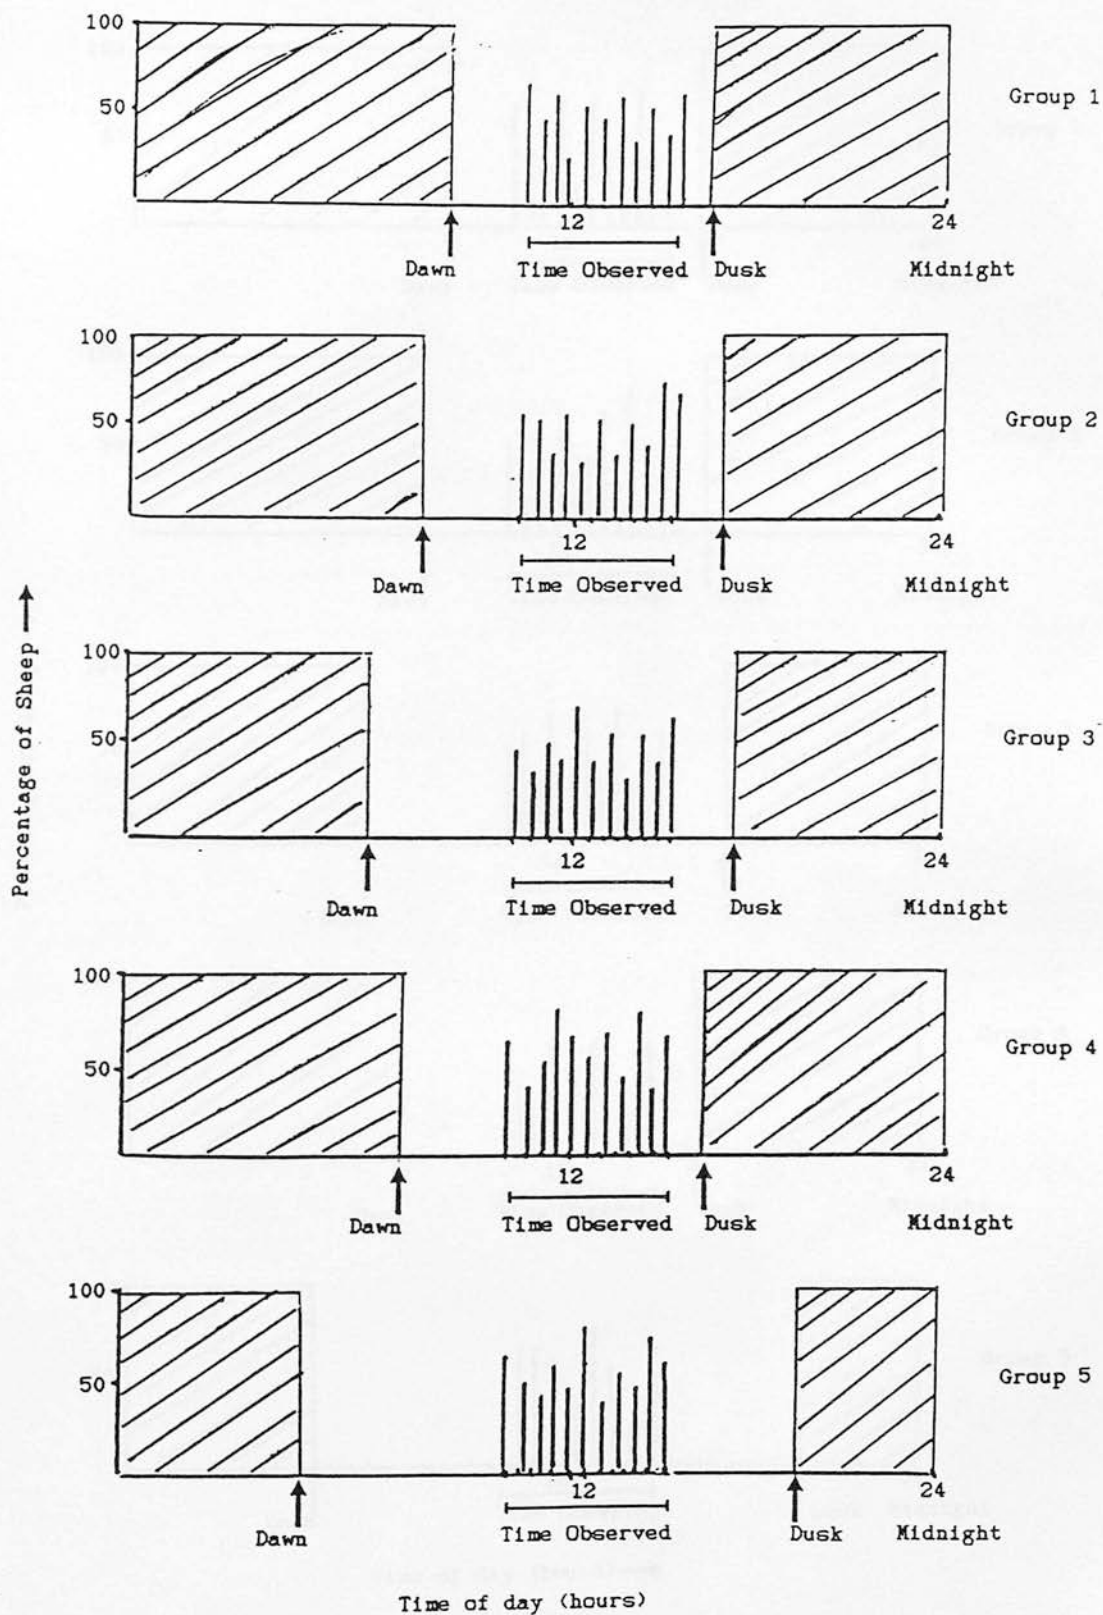 100
50
Group 1
12
24
Dawn
Time Observed
Dusk
Midnight
100
50
Group 2
12
24
Dawn
Time Observed
Dusk
Midnight
Percentage of Sheep
100
50
Group 3
12
24
Dawn
Time Observed
Dusk
Midnight
100
50
Group 4
12
24
Dawn
Time Observed
Dusk
Midnight
100
50
Group 5
12
24
Dawn
Time Observed
Dusk
Midnight
Time of day (hours)